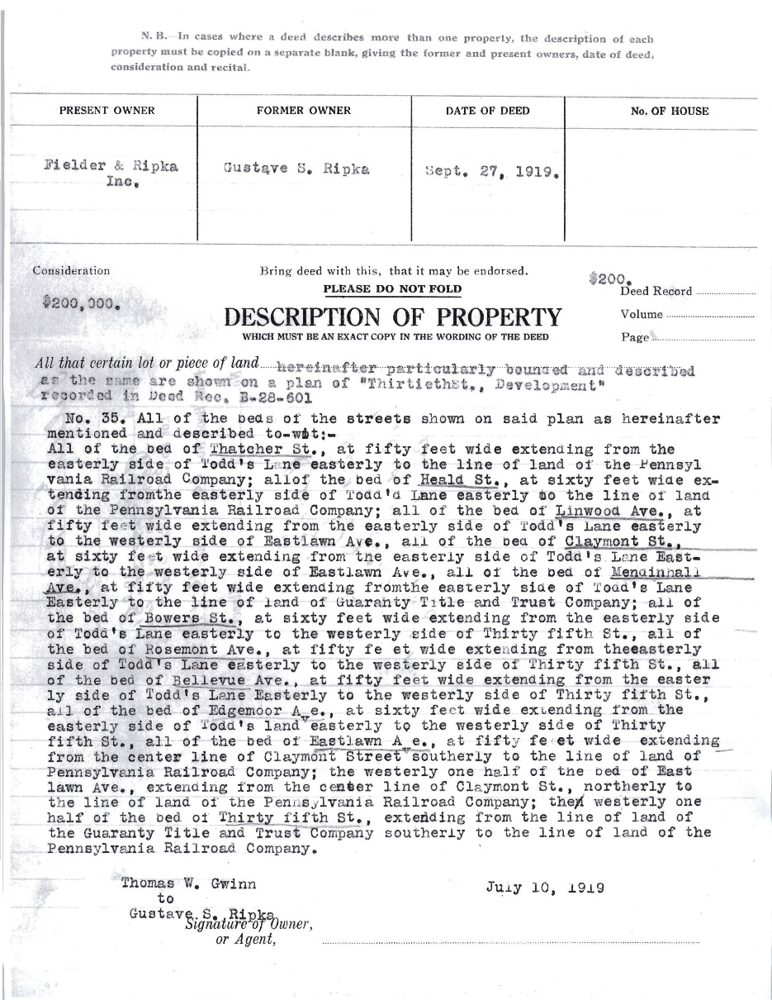 N. B. In cases where a deed describes more than one property, the description of each
property must be copied on a separate blank, giving the former and present owners, date of deed,
consideration and recital.
PRESENT OWNER FORMER OWNER DATE OF DEED No. OF HOUSE
Fielder & Ripka Gustave S. Ripka Sept. 27, 1919.
Inc.
Consideration Bring deed with this, that it may be endorsed. $200.
PLEASE DO NOT FOLD Deed Record
$200,000.
DESCRIPTION OF PROPERTY Volume
WHICH MUST BE AN EXACT COPY IN THE WORDING OF THE DEED Page
All that certain lot or piece of land hereinafter particularly bounded and described
as the same are shown on a plan of "ThirtiethSt., Development"
recorded in Deed Rec. B-28-601
No. 35. All of the beds of the streets shown on said plan as hereinafter
mentioned and described to-wit:-
All of the bed of Thatcher St., at fifty feet wide extending from the
easterly side of Todd's Lane easterly to the line of land of the Pennsyl
vania Railroad Company; allof the bed of Heald St., at sixty feet wide ex-
tending fromthe easterly side of Todd'd Lane easterly to the line of land
of the Pennsylvania Railroad Company; all of the bed of Linwood Ave., at
fifty feet wide extending from the easterly side of Todd's Lane easterly
to the westerly side of Eastlawn Ave., all of the bed of Claymont St.,
at sixty feet wide extending from the easterly side of Todd's Lane East-
erly to the westerly side of Eastlawn Ave., all of the bed of Mendinhall
Ave., at fifty feet wide extending fromthe easterly side of Todd's Lane
Easterly to the line of land of Guaranty Title and Trust Company; all of
the bed of Bowers St., at sixty feet wide extending from the easterly side
of Todd's Lane easterly to the westerly side of Thirty fifth St., all of
the bed of Rosemont Ave., at fifty fe et wide extending from theeasterly
side of Todd's Lane easterly to the westerly side of Thirty fifth St., all
of the bed of Bellevue Ave., at fifty feet wide extending from the easter
ly side of Todd's Lane Easterly to the westerly side of Thirty fifth St.,
all of the bed of Edgemoor Ave., at sixty feet wide extending from the
easterly side of Todd's land easterly to the westerly side of Thirty
fifth St., all of the bed of Eastlawn Ave., at fifty fe et wide extending
from the center line of Claymont Street southerly to the line of land of
Pennsylvania Railroad Company; the westerly one half of the bed of East
lawn Ave., extending from the center line of Claymont St., northerly to
the line of land of the Pennsylvania Railroad Company; the westerly one
half of the bed of Thirty fifth St., extending from the line of land of
the Guaranty Title and Trust Company southerly to the line of land of the
Pennsylvania Railroad Company.
Thomas W. Gwinn July 10, 1919
to
Gustave S. Ripka
Signature of Owner,
or Agent,